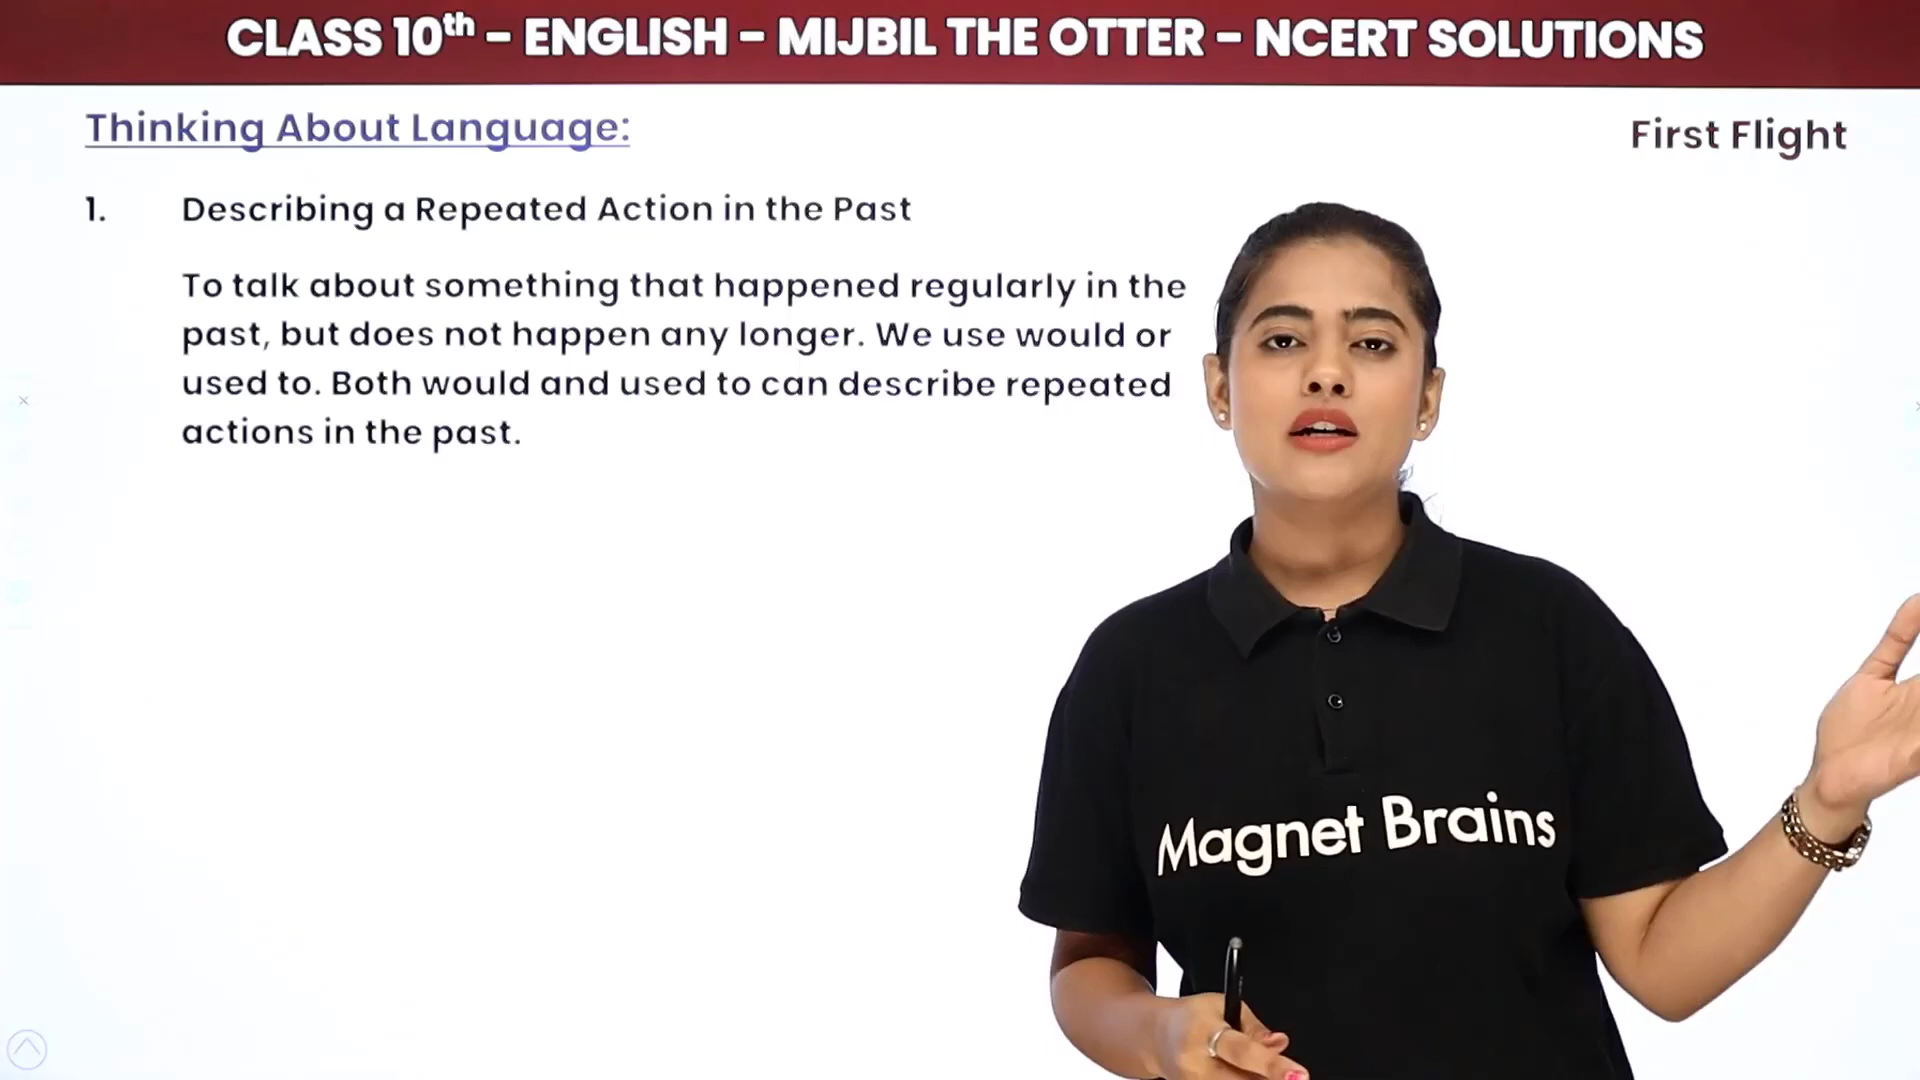 CLASS 10th - ENGLISH - MIJBIL THE OTTER - NCERT SOLUTIONS
Thinking About Language:
First Flight
1. Describing a Repeated Action in the Past
To talk about something that happened regularly in the
past, but does not happen any longer. We use would or
used to. Both would and used to can describe repeated
actions in the past.
Magnet Brains